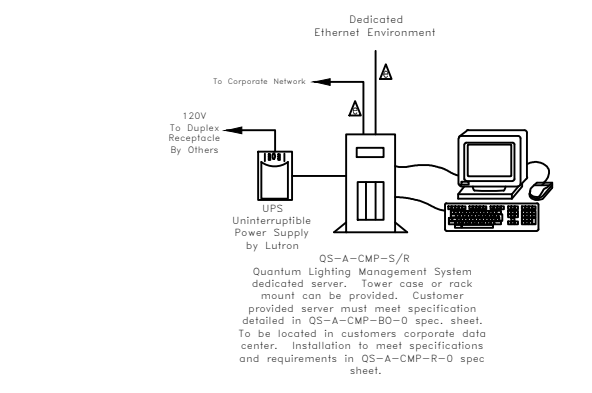 Dedicated
Ethernet Environment
To Corporate Network
120V
To Duplex
Receptacle
By Others
UPS
Uninterruptible
Power Supply
by Lutron
QS-A-CMP-S/R
Quantum Lighting Management System
dedicated server. Tower case or rack
mount can be provided. Customer
provided server must meet specification
detailed in QS-A-CMP-BO-0 spec. sheet.
To be located in customers corporate data
center. Installation to meet specifications
and requirements in QS-A-CMP-R-0 spec
sheet.